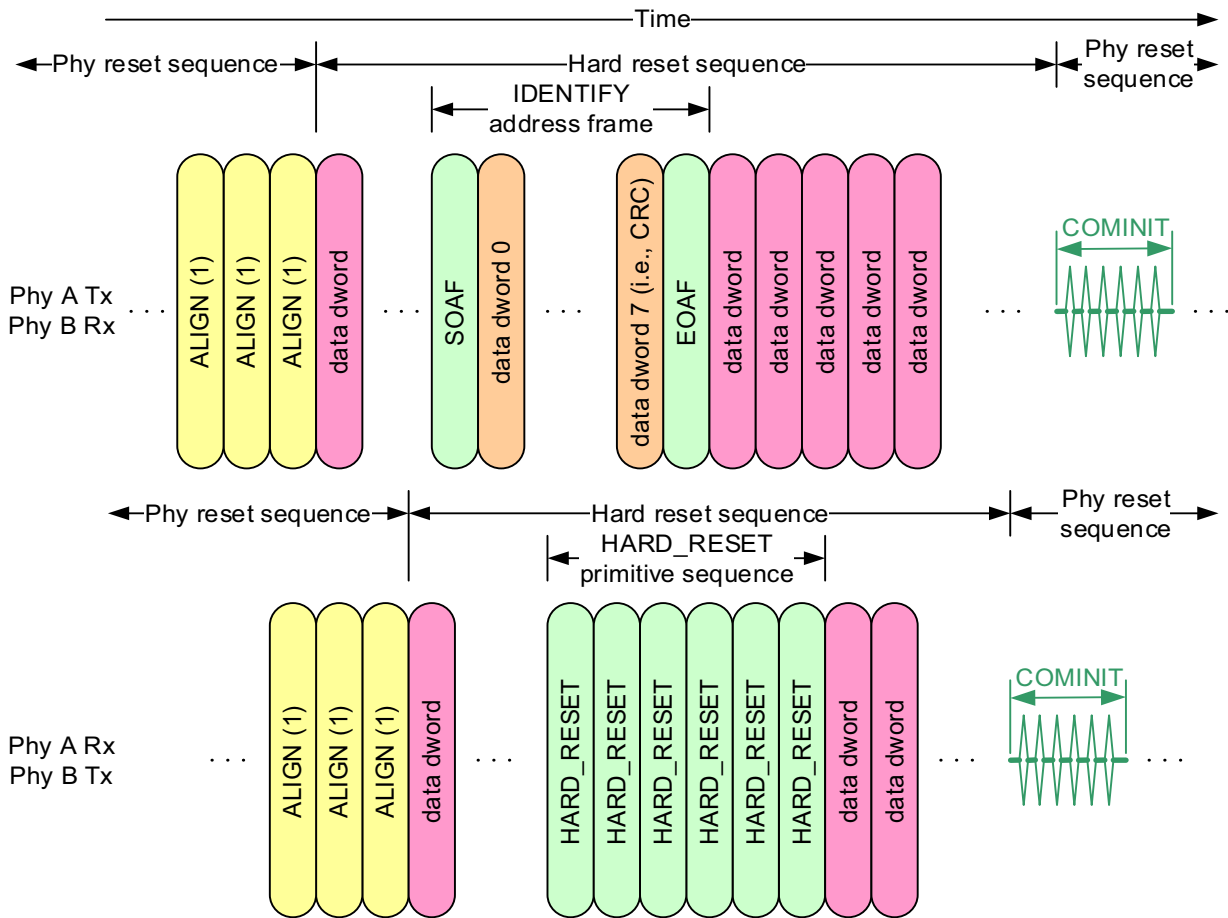 Time
Phy reset sequence
Hard reset sequence
Phy reset
sequence
IDENTIFY
address frame
Phy A Tx
Phy B Rx
. . .
ALIGN (1)
ALIGN (1)
ALIGN (1)
data dword
. . .
SOAF
data dword 0
. . .
data dword 7 (i.e., CRC)
EOAF
data dword
data dword
data dword
data dword
data dword
. . .
COMINIT
. . .
Phy reset sequence
Hard reset sequence
Phy reset
sequence
HARD_RESET
primitive sequence
Phy A Rx
Phy B Tx
. . .
ALIGN (1)
ALIGN (1)
ALIGN (1)
data dword
. . .
HARD_RESET
HARD_RESET
HARD_RESET
HARD_RESET
HARD_RESET
HARD_RESET
data dword
data dword
. . .
COMINIT
. . .